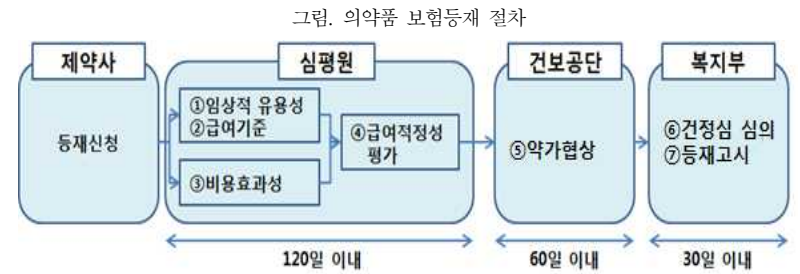 그림. 의약품 보험등재 절차
제약사
등재신청
심평원
①임상적 유용성
②급여기준
③비용효과성
④급여적정성
평가
건보공단
⑤약가협상
복지부
⑥건정심 심의
⑦등재고시
120일 이내
60일 이내
30일 이내